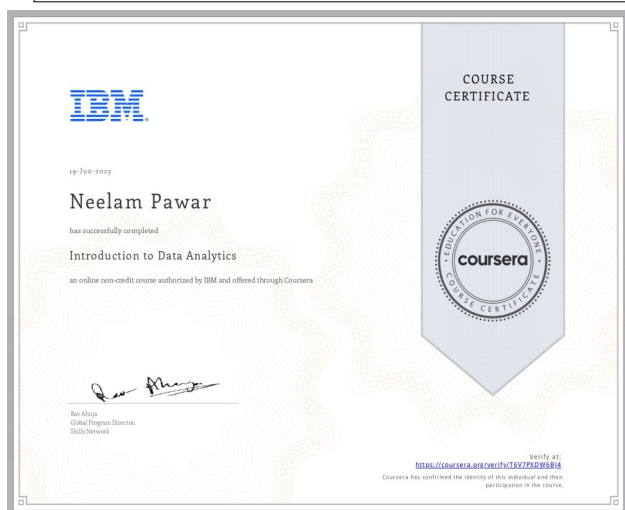 IBM.
COURSE
CERTIFICATE
19-Jun-2023
Neelam Pawar
has successfully completed
Introduction to Data Analytics
an online non-credit course authorized by IBM and offered through Coursera
EDUCATION FOR EVERYONE
coursera
COURSE CERTIFICATE
Rav Ahuja
Rav Ahuja
Global Program Director,
Skills Network
Verify at:
https://coursera.org/verify/T6V7PXDW6BJ4
Coursera has confirmed the identity of this individual and their
participation in the course.